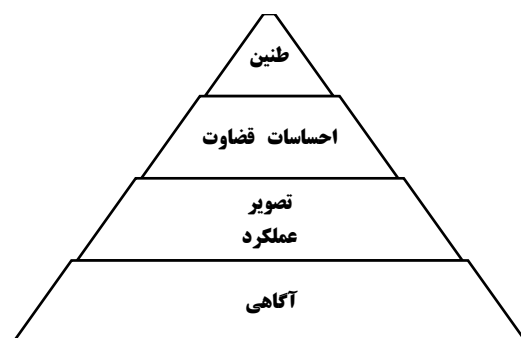 طنین
احساسات قضاوت
تصویر
عملکرد
آگاهی